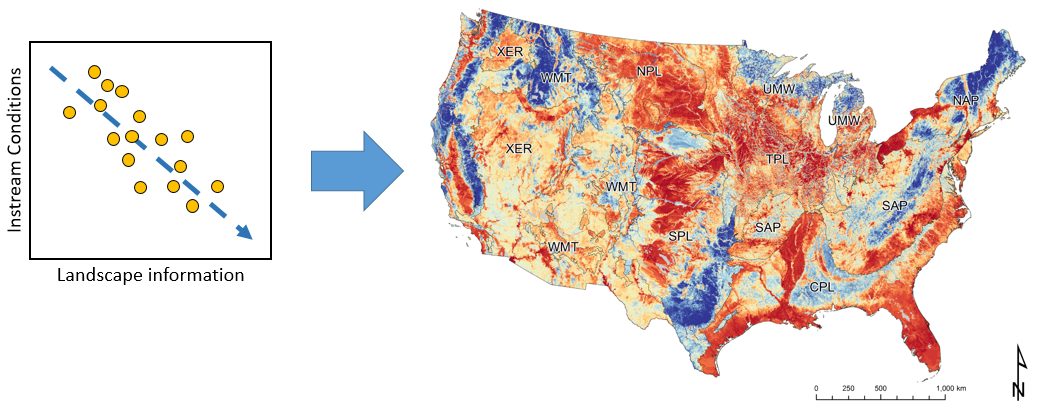 Instream Conditions
Landscape information
XER
WMT
NPL
UMW
UMW
NAP
XER
TPL
WMT
SAP
SPL
SAP
WMT
CPL
0 250 500 1,000 km
N